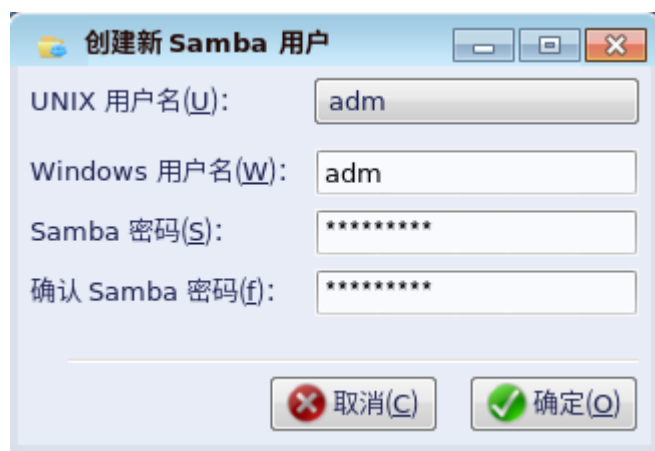 创建新 Samba 用户
UNIX 用户名(U): adm
Windows 用户名(W): adm
Samba 密码(S): *********
确认 Samba 密码(f): *********
取消(C) 确定(O)